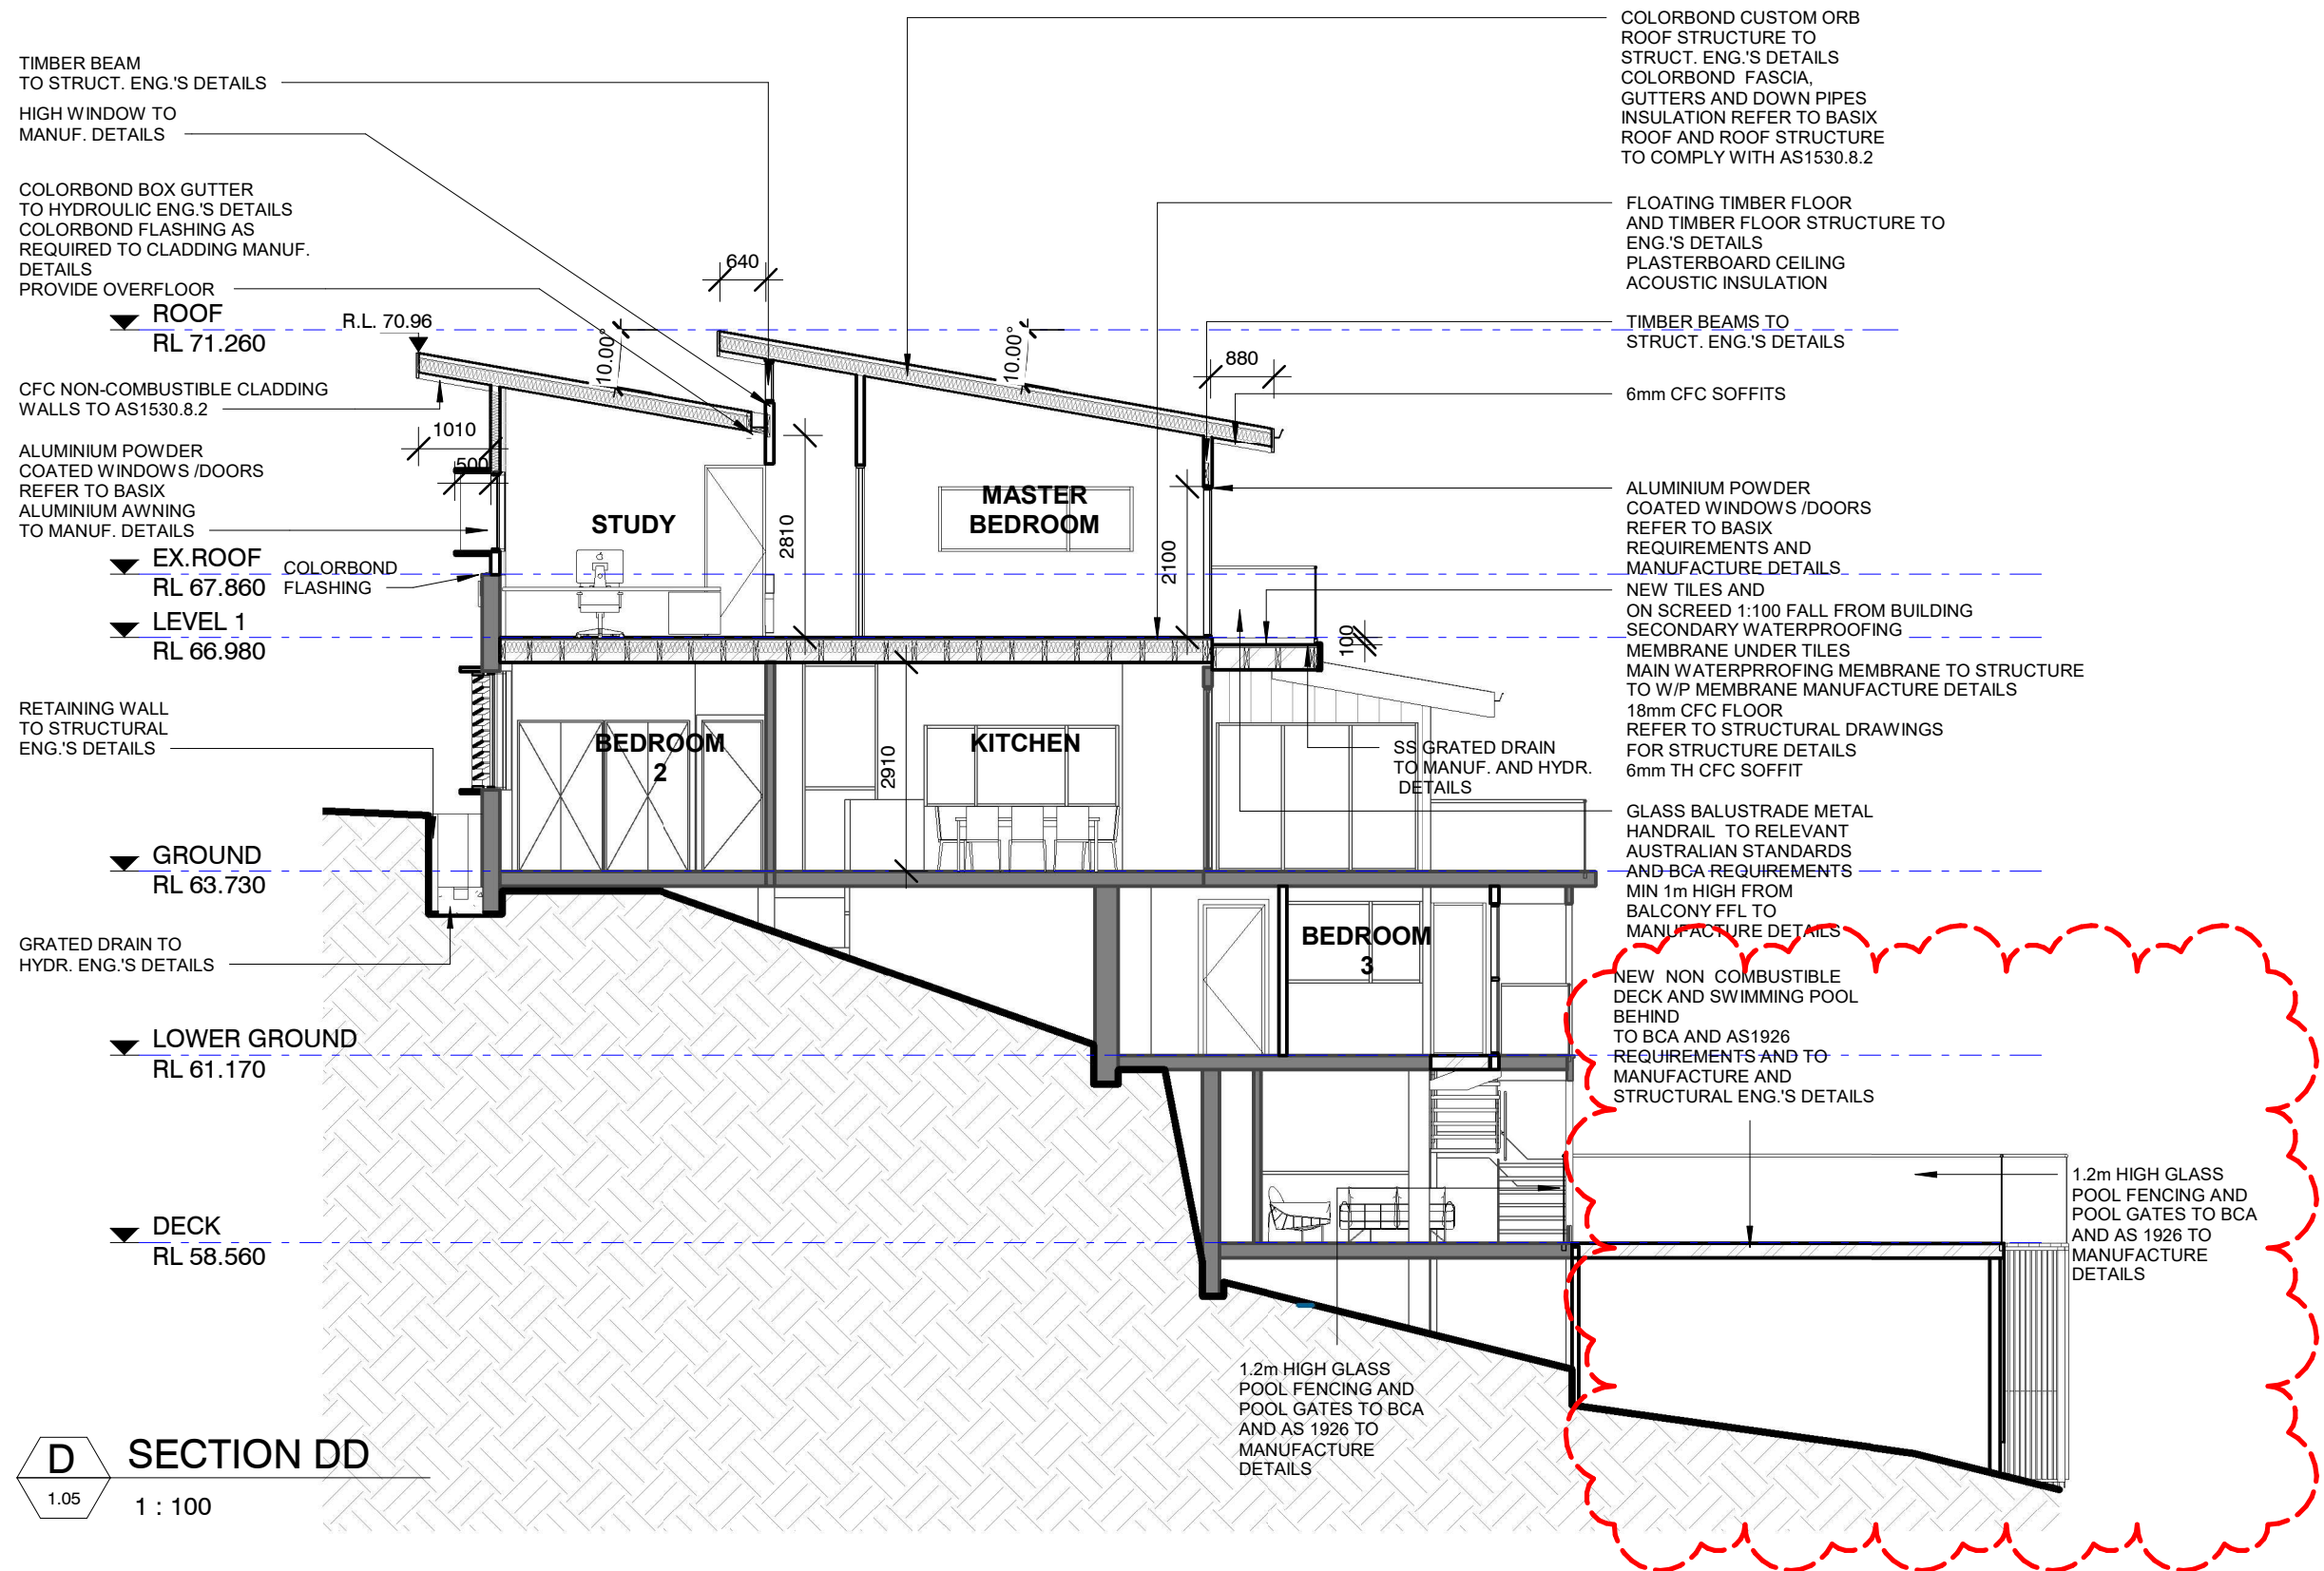 TIMBER BEAM
TO STRUCT. ENG.'S DETAILS
HIGH WINDOW TO
MANUF. DETAILS
COLORBOND BOX GUTTER
TO HYDROULIC ENG.'S DETAILS
COLORBOND FLASHING AS
REQUIRED TO CLADDING MANUF.
DETAILS
PROVIDE OVERFLOOR
ROOF
RL 71.260
R.L. 70.96
CFC NON-COMBUSTIBLE CLADDING
WALLS TO AS1530.8.2
ALUMINIUM POWDER
COATED WINDOWS /DOORS
REFER TO BASIX
ALUMINIUM AWNING
TO MANUF. DETAILS
EX.ROOF
RL 67.860
COLORBOND
FLASHING
LEVEL 1
RL 66.980
RETAINING WALL
TO STRUCTURAL
ENG.'S DETAILS
GROUND
RL 63.730
GRATED DRAIN TO
HYDR. ENG.'S DETAILS
LOWER GROUND
RL 61.170
DECK
RL 58.560
D
1.05
SECTION DD
1 : 100
640
10.00°
10.00°
880
1010
500
2810
2100
100
2910
STUDY
MASTER
BEDROOM
BEDROOM
2
KITCHEN
BEDROOM
3
SS GRATED DRAIN
TO MANUF. AND HYDR.
DETAILS
1.2m HIGH GLASS
POOL FENCING AND
POOL GATES TO BCA
AND AS 1926 TO
MANUFACTURE
DETAILS
COLORBOND CUSTOM ORB
ROOF STRUCTURE TO
STRUCT. ENG.'S DETAILS
COLORBOND FASCIA,
GUTTERS AND DOWN PIPES
INSULATION REFER TO BASIX
ROOF AND ROOF STRUCTURE
TO COMPLY WITH AS1530.8.2
FLOATING TIMBER FLOOR
AND TIMBER FLOOR STRUCTURE TO
ENG.'S DETAILS
PLASTERBOARD CEILING
ACOUSTIC INSULATION
TIMBER BEAMS TO
STRUCT. ENG.'S DETAILS
6mm CFC SOFFITS
ALUMINIUM POWDER
COATED WINDOWS /DOORS
REFER TO BASIX
REQUIREMENTS AND
MANUFACTURE DETAILS
NEW TILES AND
ON SCREED 1:100 FALL FROM BUILDING
SECONDARY WATERPROOFING
MEMBRANE UNDER TILES
MAIN WATERPRROFING MEMBRANE TO STRUCTURE
TO W/P MEMBRANE MANUFACTURE DETAILS
18mm CFC FLOOR
REFER TO STRUCTURAL DRAWINGS
FOR STRUCTURE DETAILS
6mm TH CFC SOFFIT
GLASS BALUSTRADE METAL
HANDRAIL TO RELEVANT
AUSTRALIAN STANDARDS
AND BCA REQUIREMENTS
MIN 1m HIGH FROM
BALCONY FFL TO
MANUFACTURE DETAILS
NEW NON COMBUSTIBLE
DECK AND SWIMMING POOL
BEHIND
TO BCA AND AS1926
REQUIREMENTS AND TO
MANUFACTURE AND
STRUCTURAL ENG.'S DETAILS
1.2m HIGH GLASS
POOL FENCING AND
POOL GATES TO BCA
AND AS 1926 TO
MANUFACTURE
DETAILS